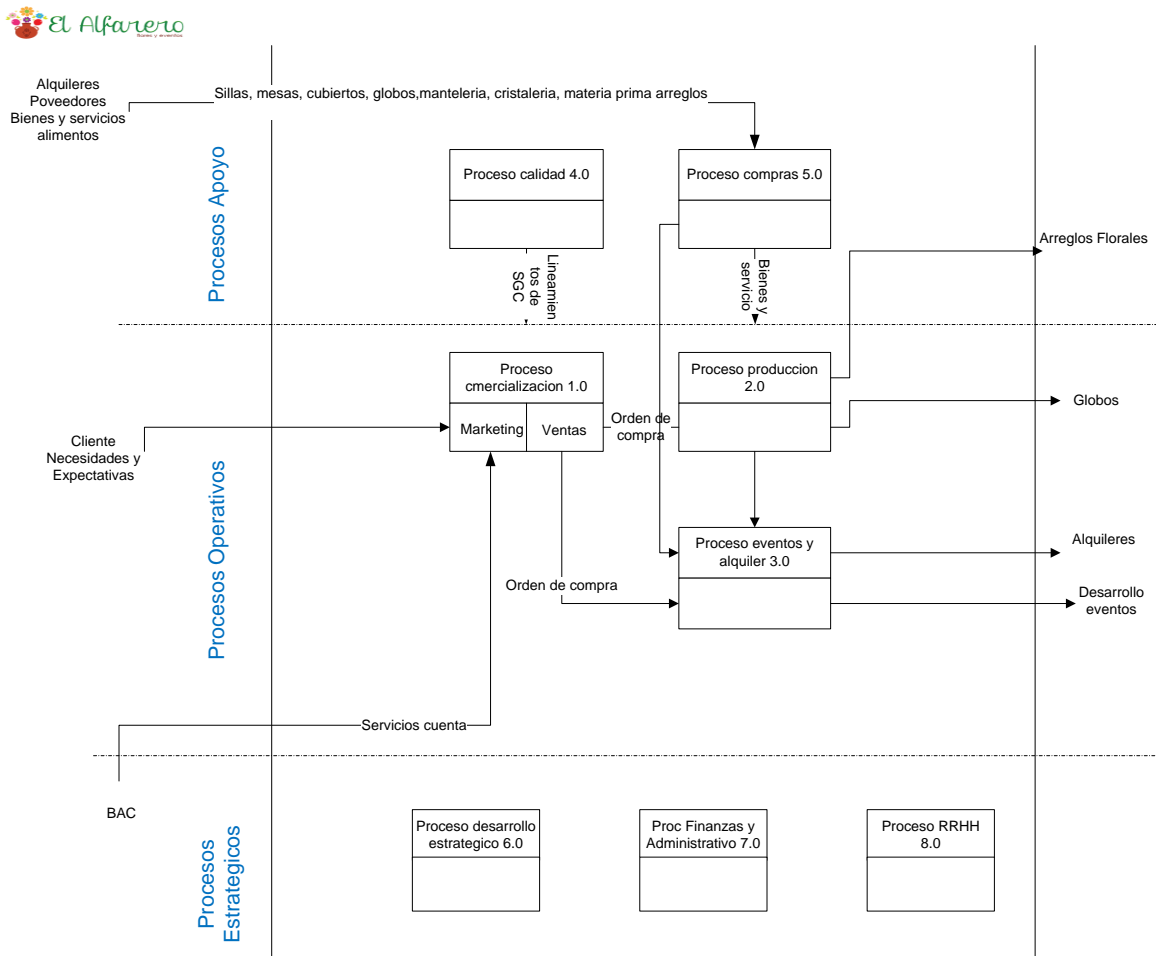 El Alfarero
flores y eventos
Alquileres
Poveedores
Bienes y servicios
alimentos
Sillas, mesas, cubiertos, globos,manteleria, cristaleria, materia prima arreglos
Procesos Apoyo
Proceso calidad 4.0
Proceso compras 5.0
Lineamien
tos de
SGC
Bienes y
servicio
Arreglos Florales
Proceso
cmercializacion 1.0
Marketing
Ventas
Orden de
compra
Proceso produccion
2.0
Globos
Cliente
Necesidades y
Expectativas
Procesos Operativos
Proceso eventos y
alquiler 3.0
Orden de compra
Alquileres
Desarrollo
eventos
Servicios cuenta
BAC
Procesos
Estrategicos
Proceso desarrollo
estrategico 6.0
Proc Finanzas y
Administrativo 7.0
Proceso RRHH
8.0